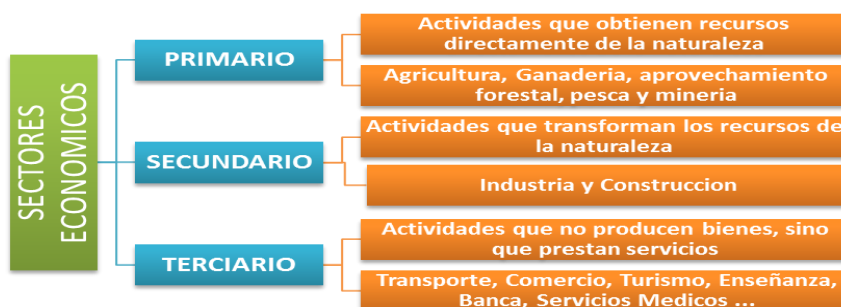 SECTORES
ECONOMICOS
PRIMARIO
Actividades que obtienen recursos
directamente de la naturaleza
Agricultura, Ganaderia, aprovechamiento
forestal, pesca y mineria
SECUNDARIO
Actividades que transforman los recursos de
la naturaleza
Industria y Construccion
TERCIARIO
Actividades que no producen bienes, sino
que prestan servicios
Transporte, Comercio, Turismo, Enseñanza,
Banca, Servicios Medicos ...